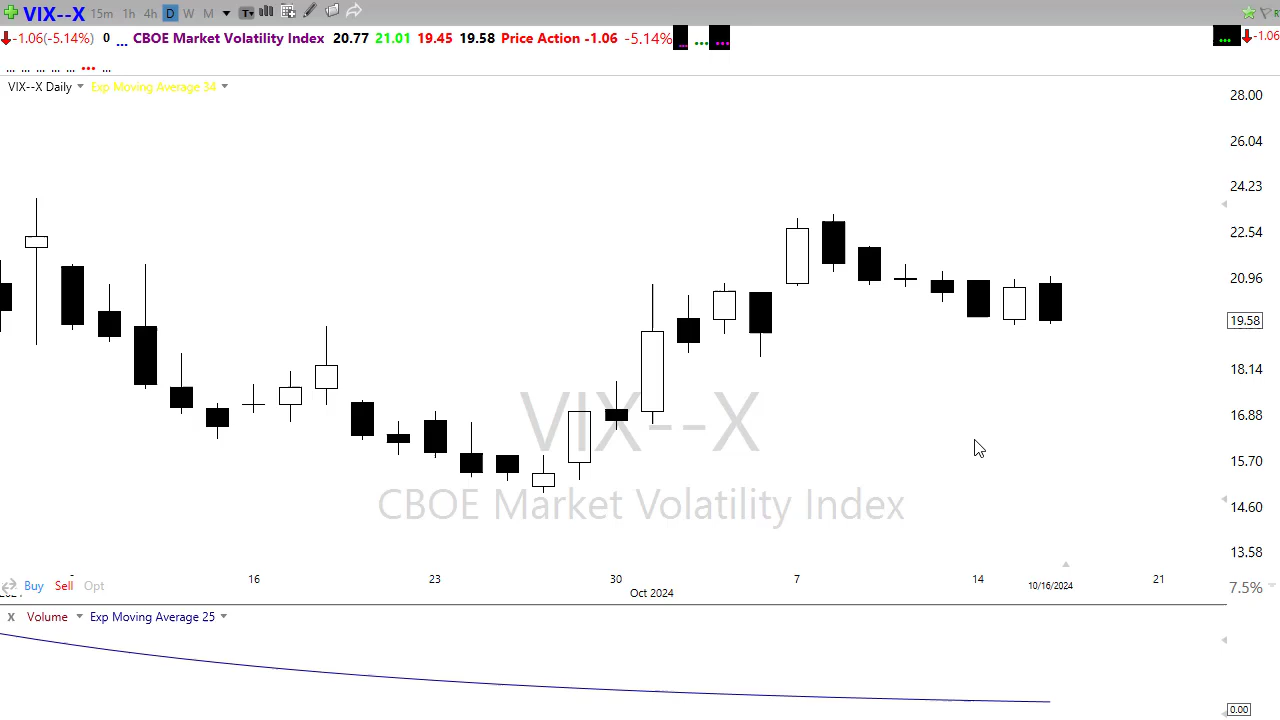 VIX--X 15m 1h 4h D W M
-1.06(-5.14%) 0 ... CBOE Market Volatility Index 20.77 21.01 19.45 19.58 Price Action -1.06 -5.14% ... ... ... ... -1.06
... ... ... ... ... ... ...
VIX--X Daily Exp Moving Average 34
28.00
26.04
24.23
22.54
20.96
19.58
18.14
16.88
15.70
14.60
13.58
VIX--X
CBOE Market Volatility Index
16 23 30 7 14 10/16/2024 21
Oct 2024
Buy Sell Opt 7.5%
X Volume Exp Moving Average 25
0.00